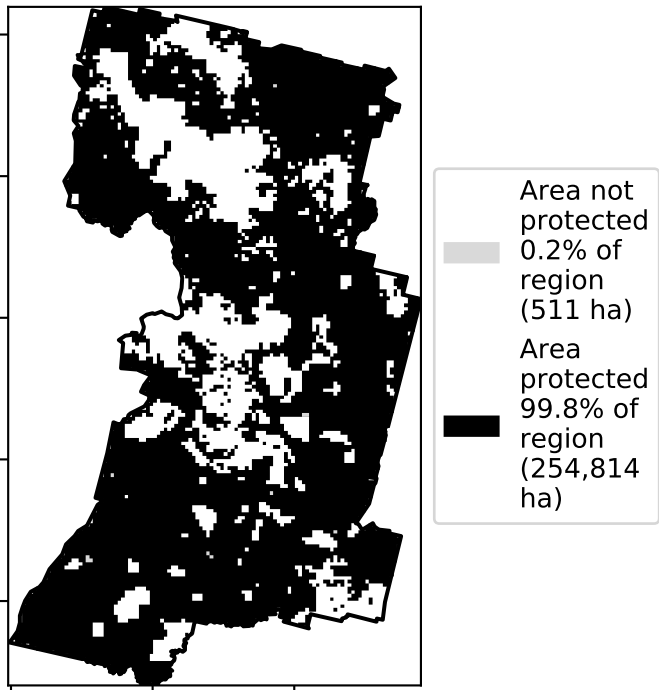 Area not
protected
0.2% of
region
(511 ha)
Area
protected
99.8% of
region
(254,814
ha)